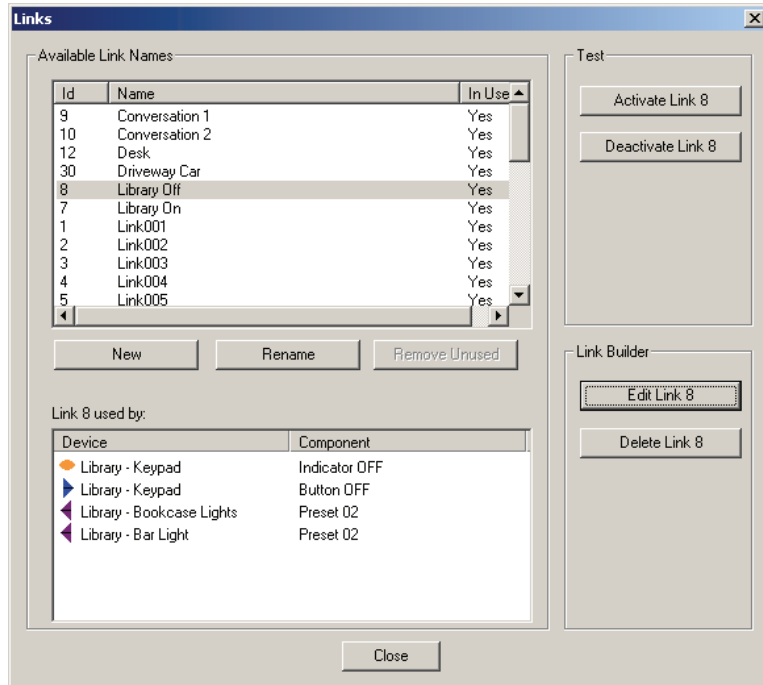 Links
Available Link Names
Id Name In Use
9 Conversation 1 Yes
10 Conversation 2 Yes
12 Desk Yes
30 Driveway Car Yes
8 Library Off Yes
7 Library On Yes
1 Link001 Yes
2 Link002 Yes
3 Link003 Yes
4 Link004 Yes
5 Link005 Yes
New Rename Remove Unused
Link 8 used by:
Device Component
Library - Keypad Indicator OFF
Library - Keypad Button OFF
Library - Bookcase Lights Preset 02
Library - Bar Light Preset 02
Test
Activate Link 8
Deactivate Link 8
Link Builder
Edit Link 8
Delete Link 8
Close